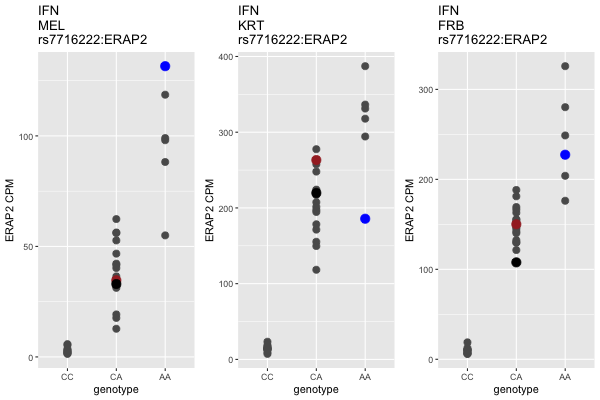 IFN
MEL
rs7716222:ERAP2
ERAP2 CPM
100
50
0
CC CA AA
genotype
IFN
KRT
rs7716222:ERAP2
ERAP2 CPM
400
300
200
100
0
CC CA AA
genotype
IFN
FRB
rs7716222:ERAP2
ERAP2 CPM
300
200
100
0
CC CA AA
genotype